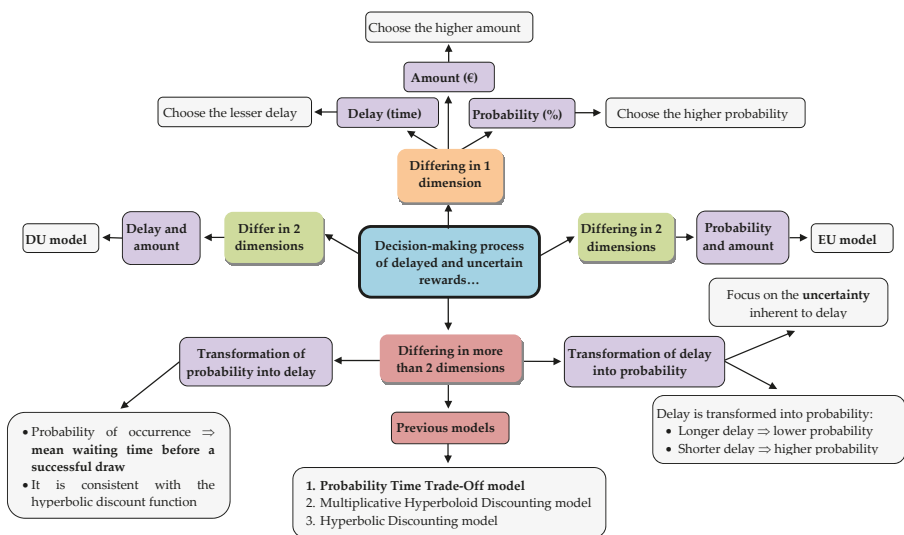 Choose the higher amount
Amount (€)
Choose the lesser delay
Delay (time)
Probability (%)
Choose the higher probability
Differing in 1
dimension
DU model
Delay and
amount
Differ in 2
dimensions
Decision-making process
of delayed and uncertain
rewards…
Differing in 2
dimensions
Probability
and amount
EU model
Focus on the uncertainty
inherent to delay
Transformation of
probability into delay
Differing in more
than 2 dimensions
Transformation of delay
into probability
• Probability of occurrence ⇒
mean waiting time before a
successful draw
• It is consistent with the
hyperbolic discount function
Previous models
Delay is transformed into probability:
• Longer delay ⇒ lower probability
• Shorter delay ⇒ higher probability
1. Probability Time Trade-Off model
2. Multiplicative Hyperboloid Discounting model
3. Hyperbolic Discounting model